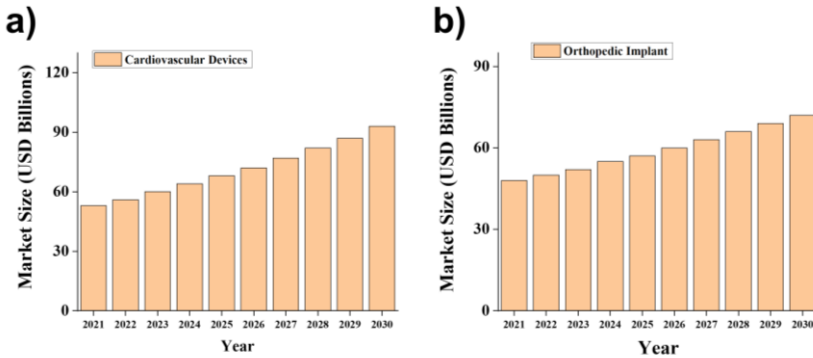 a)
Cardiovascular Devices
Market Size (USD Billions)
120
90
60
30
0
2021 2022 2023 2024 2025 2026 2027 2028 2029 2030
Year
b)
Orthopedic Implant
Market Size (USD Billions)
90
60
30
0
2021 2022 2023 2024 2025 2026 2027 2028 2029 2030
Year